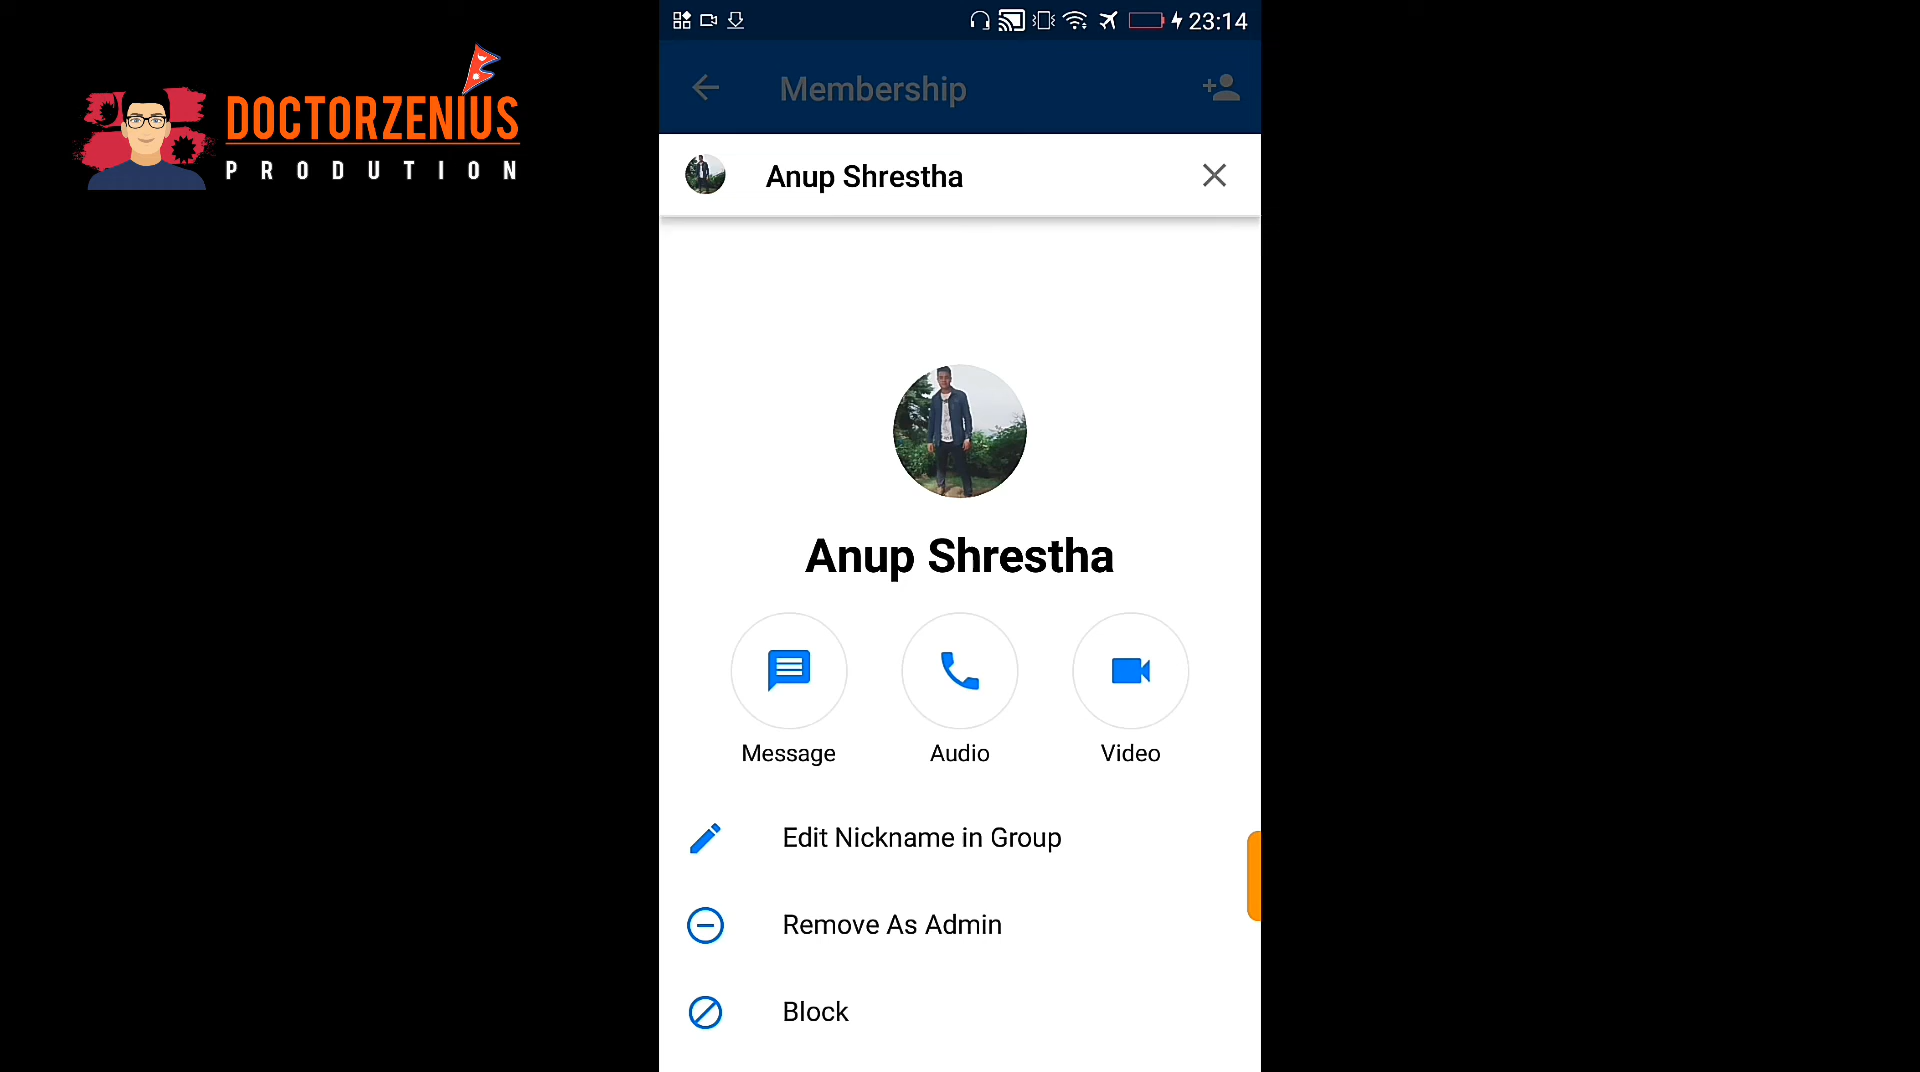 DOCTORZENIUS
PRODUTION
23:14
Membership
Anup Shrestha
Anup Shrestha
Message
Audio
Video
Edit Nickname in Group
Remove As Admin
Block